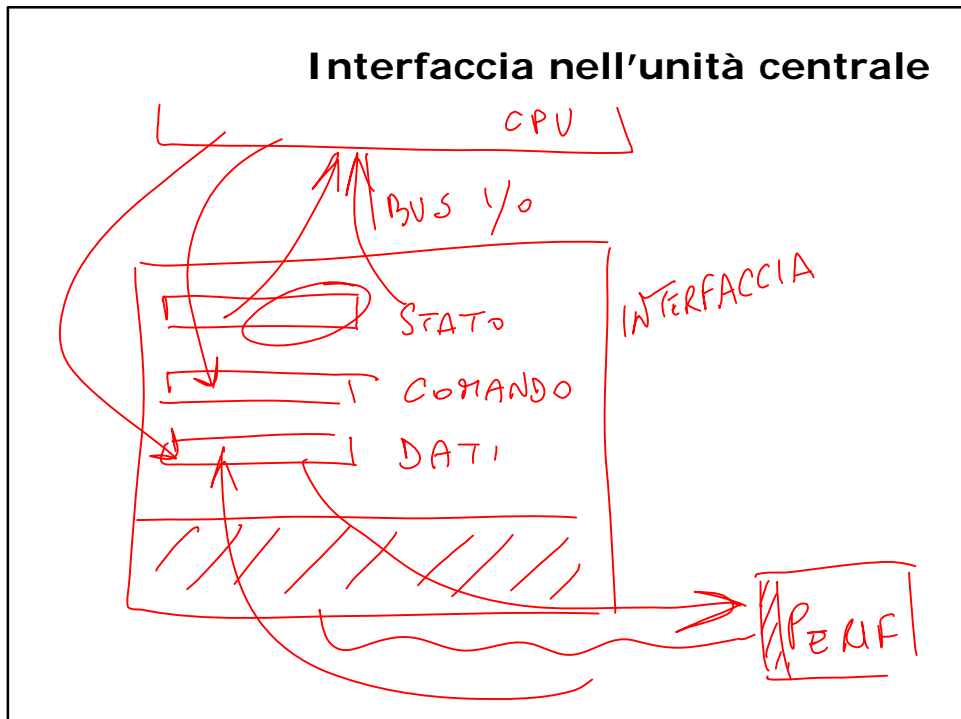 Interfaccia nell'unità centrale
CPU
BUS I/O
INTERFACCIA
STATO
COMANDO
DATI
PERIF